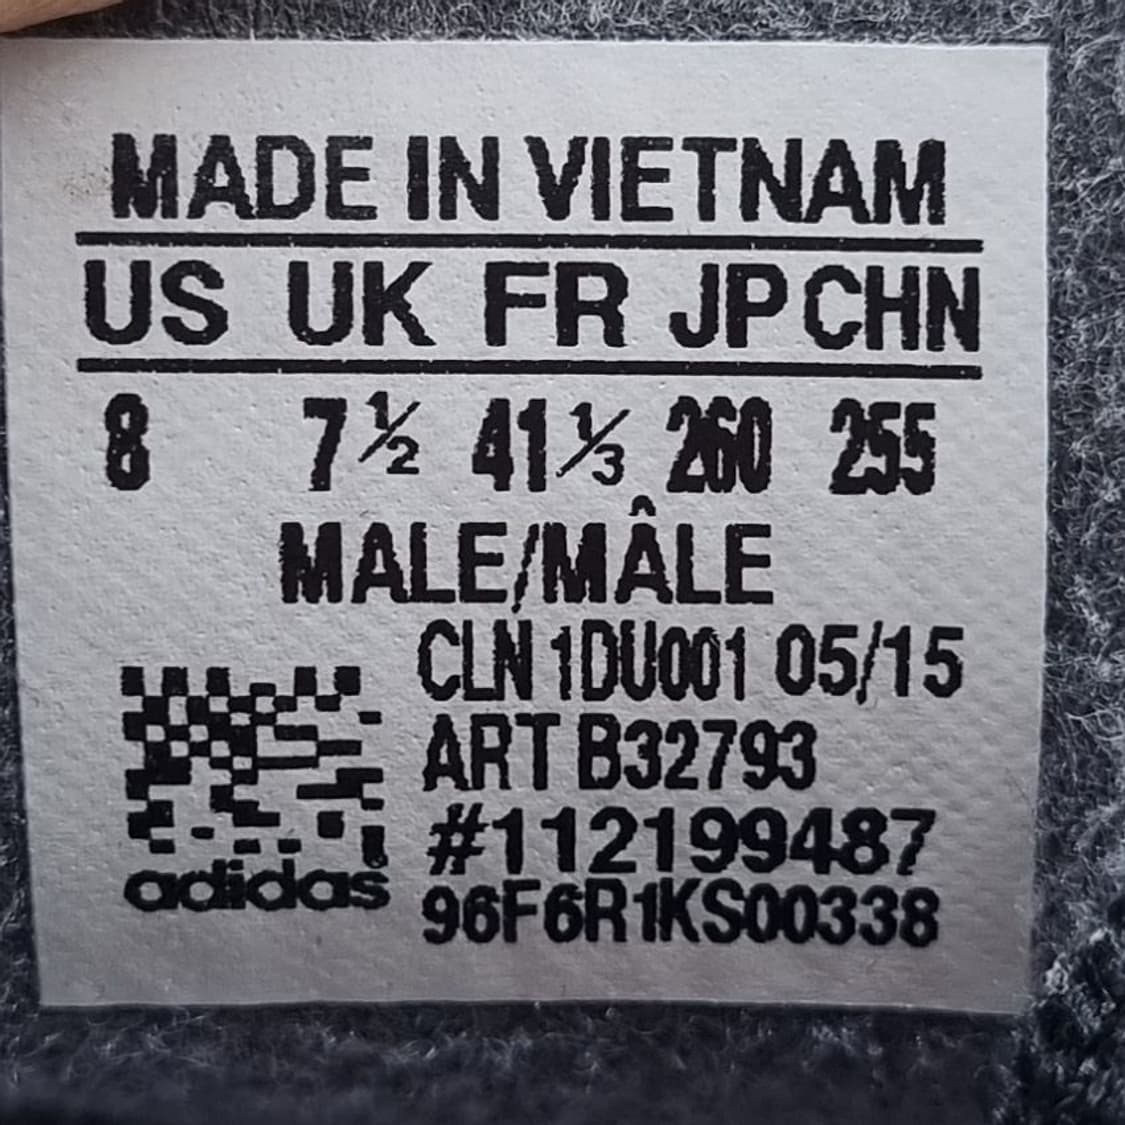 MADE IN VIETNAM
US UK FR JP CHN
8 7½ 41⅓ 260 255
MALE/MÂLE
CLN 1DU001 05/15
ART B32793
#112199487
96F6R1KS00338
adidas®